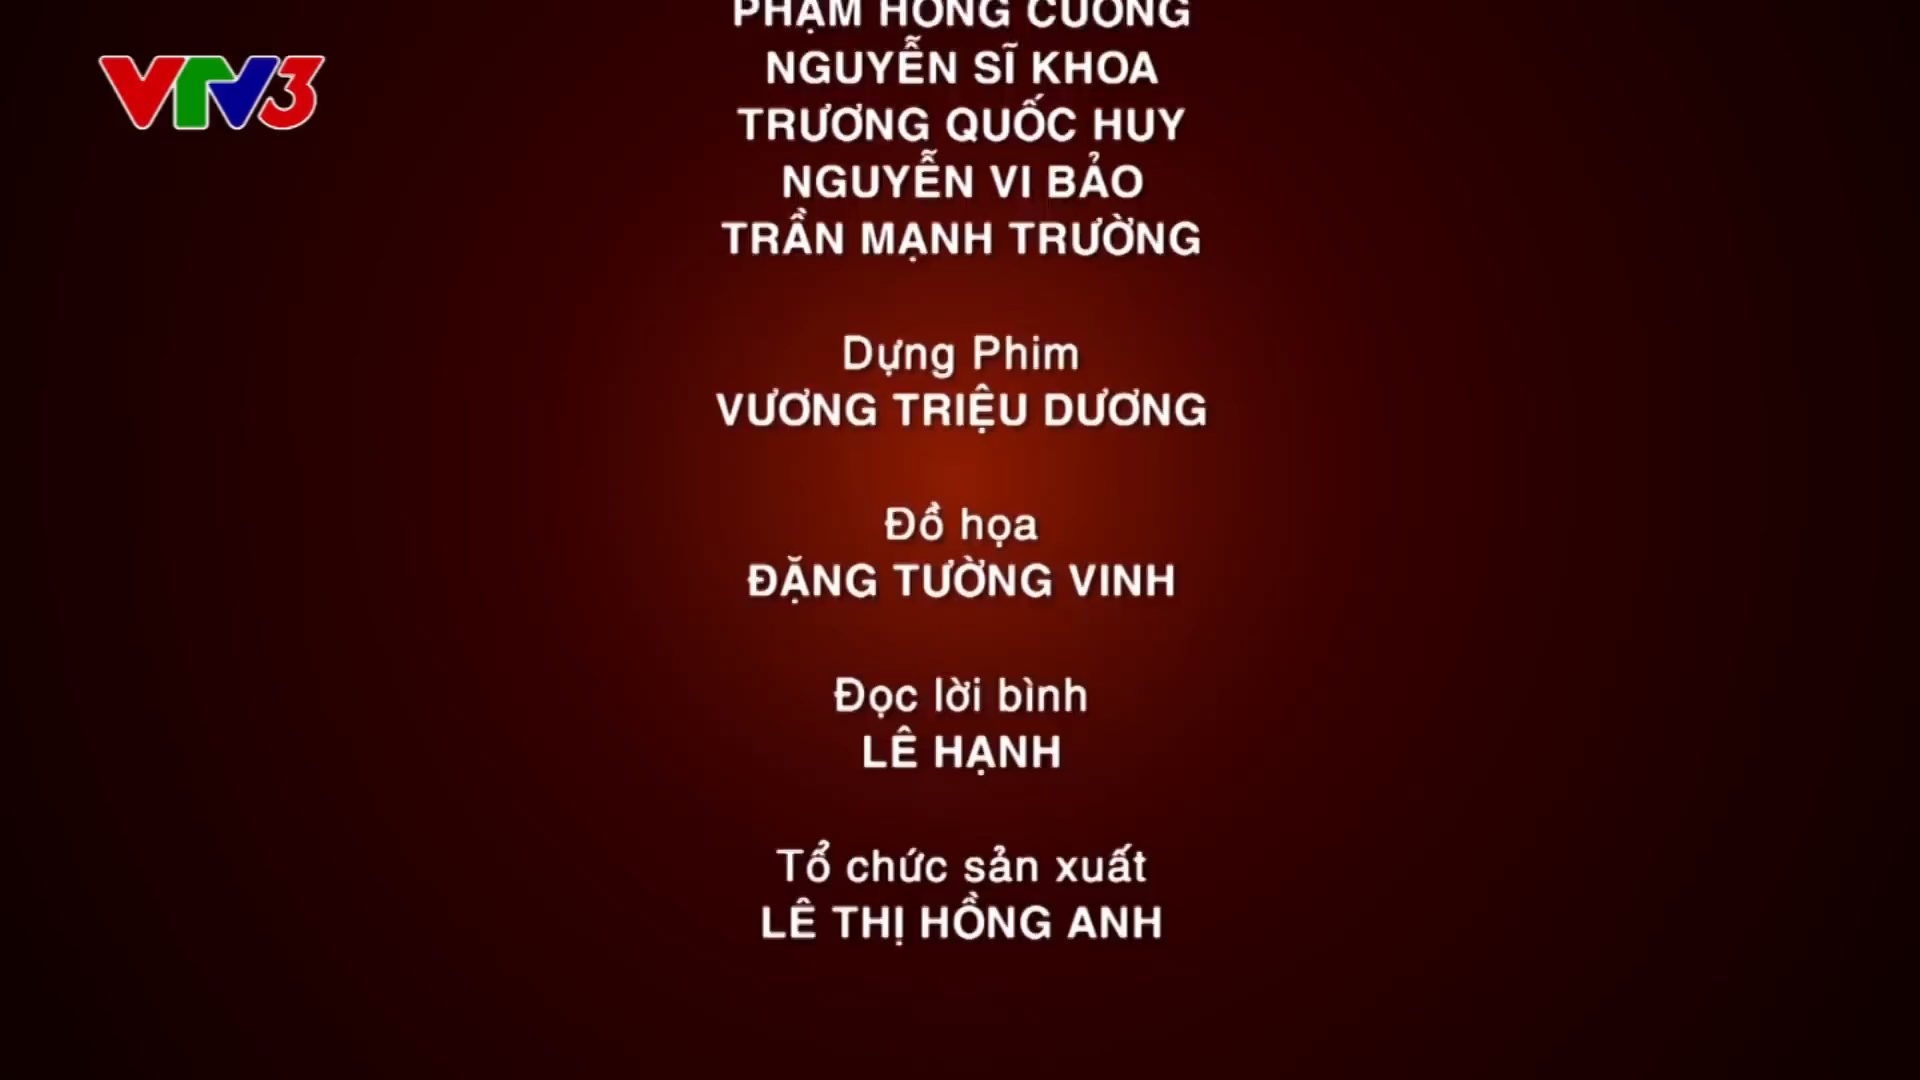 VTV3
NGUYỄN SĨ KHOA
TRƯƠNG QUỐC HUY
NGUYỄN VI BẢO
TRẦN MẠNH TRƯỜNG
Dựng Phim
VƯƠNG TRIỆU DƯƠNG
Đồ họa
ĐẶNG TƯỜNG VINH
Đọc lời bình
LÊ HẠNH
Tổ chức sản xuất
LÊ THỊ HỒNG ANH